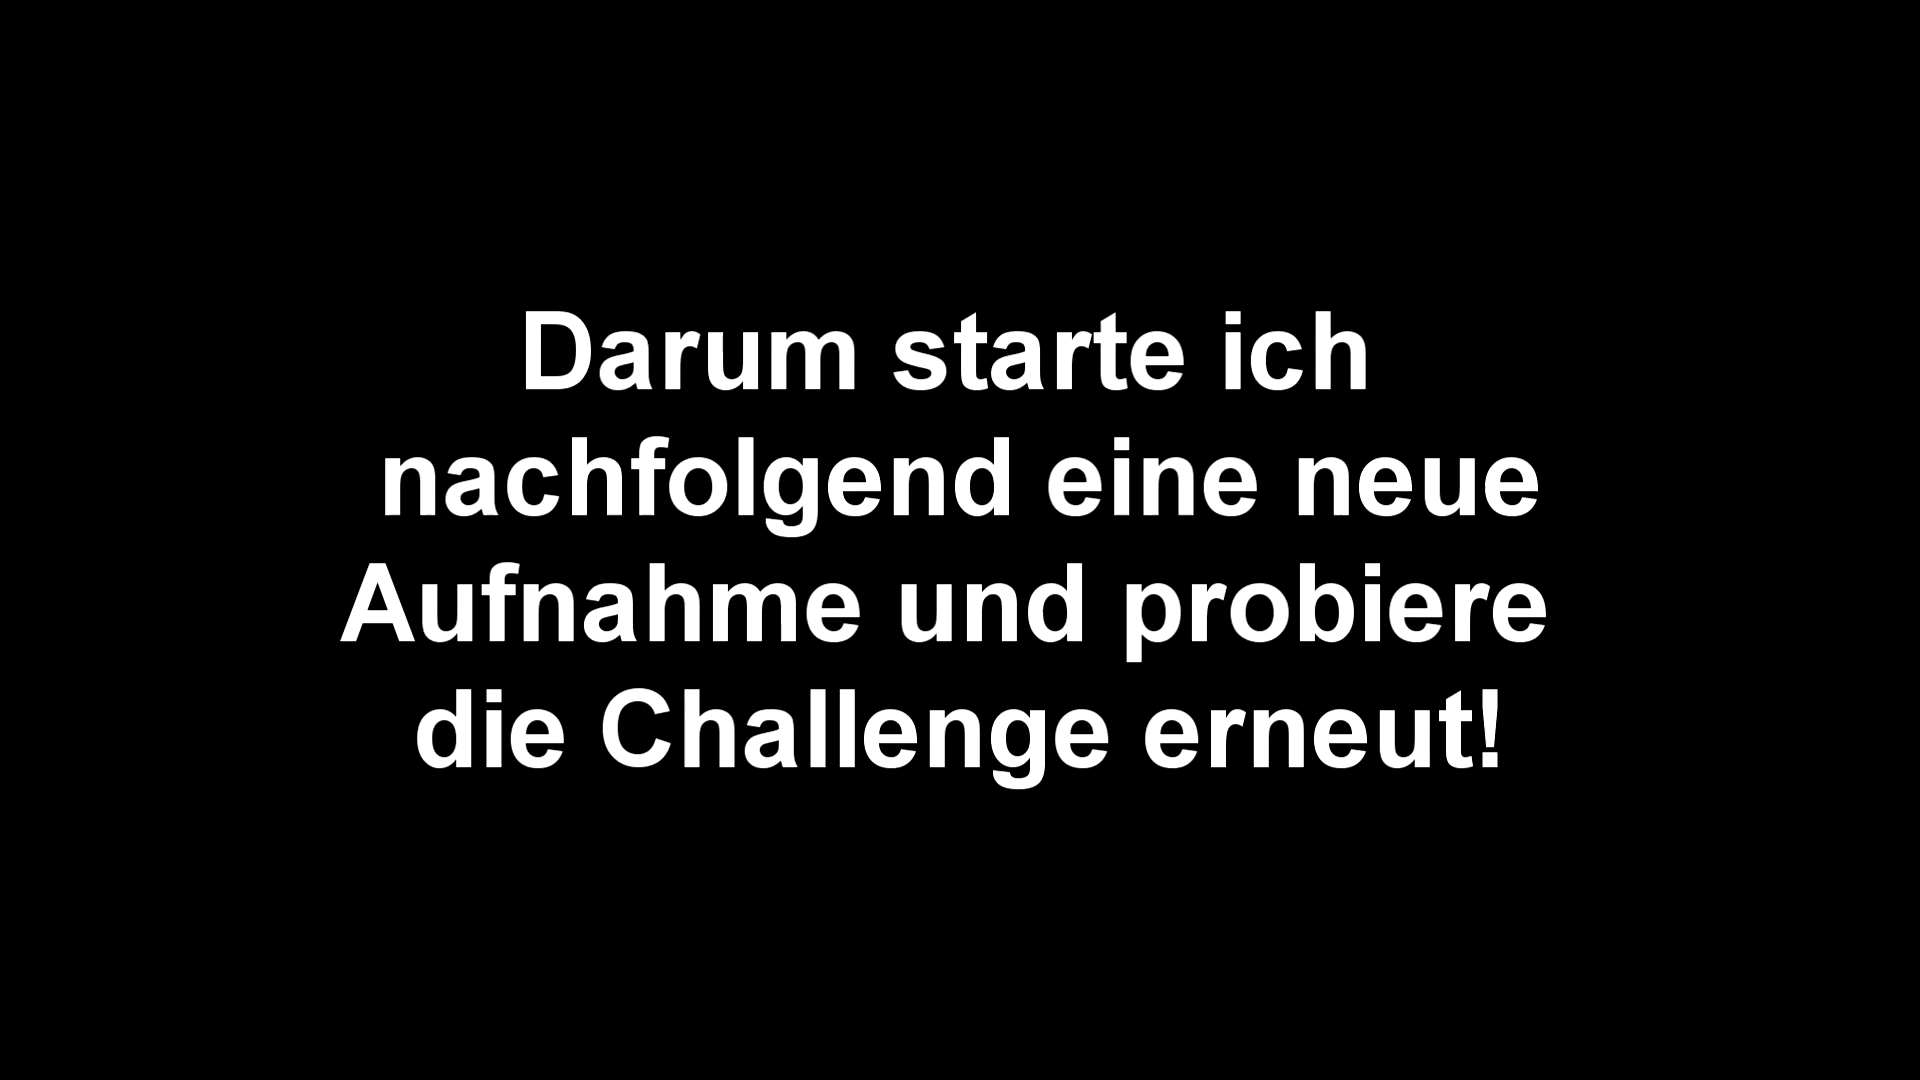 Darum starte ich
nachfolgend eine neue
Aufnahme und probiere
die Challenge erneut!